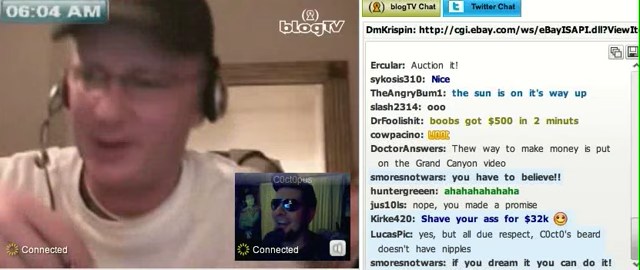 06:04 AM
blogTV
C0ct0pus
Connected
Connected
blogTV Chat
Twitter Chat
DmKrispin: http://cgi.ebay.com/ws/eBayISAPI.dll?ViewIt
Ercular: Auction it!
sykosis310: Nice
TheAngryBum1: the sun is on it's way up
slash2314: ooo
DrFoolishit: boobs got $500 in 2 minuts
cowpacino:
DoctorAnswers: Thew way to make money is put
on the Grand Canyon video
smoresnotwars: you have to believe!!
huntergreeen: ahahahahahaha
jus10ls: nope, you made a promise
Kirke420: Shave your ass for $32k
LucasPic: yes, but all due respect, C0ct0's beard
doesn't have nipples
smoresnotwars: if you dream it you can do it!